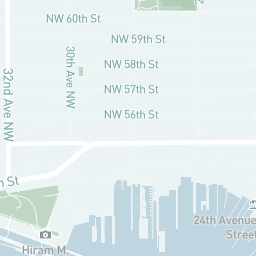 NW 60th St
NW 59th St
30th Ave NW
NW 58th St
32nd Ave NW
NW 57th St
NW 56th St
St
24th Avenue
Street
Hiram M.